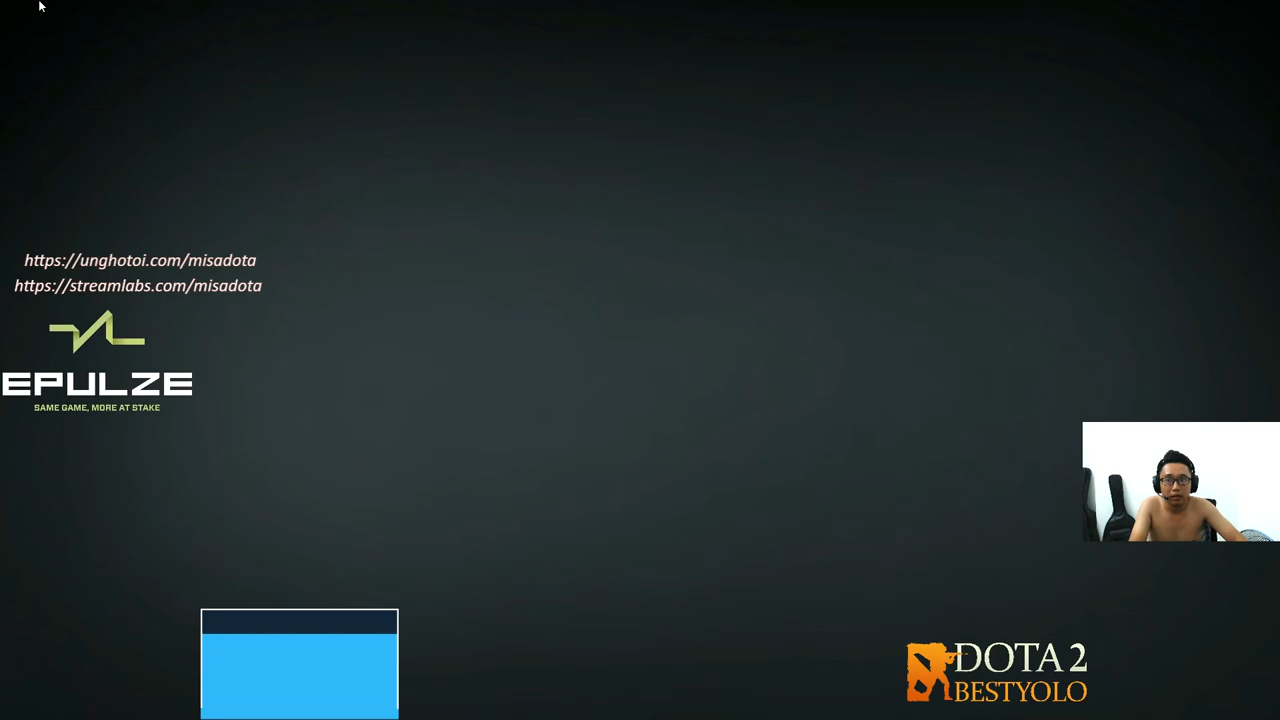 https://unghotoi.com/misadota
https://streamlabs.com/misadota
EPULZE
SAME GAME, MORE AT STAKE
DOTA 2
BESTYOLO